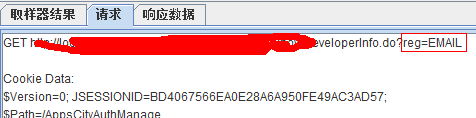 取样器结果 请求 响应数据
GET eveloperInfo.do?reg=EMAIL
Cookie Data:
$Version=0; JSESSIONID=BD4067566EA0E28A6A950FE49AC3AD57;
$Path=/AppsCityAuthManage